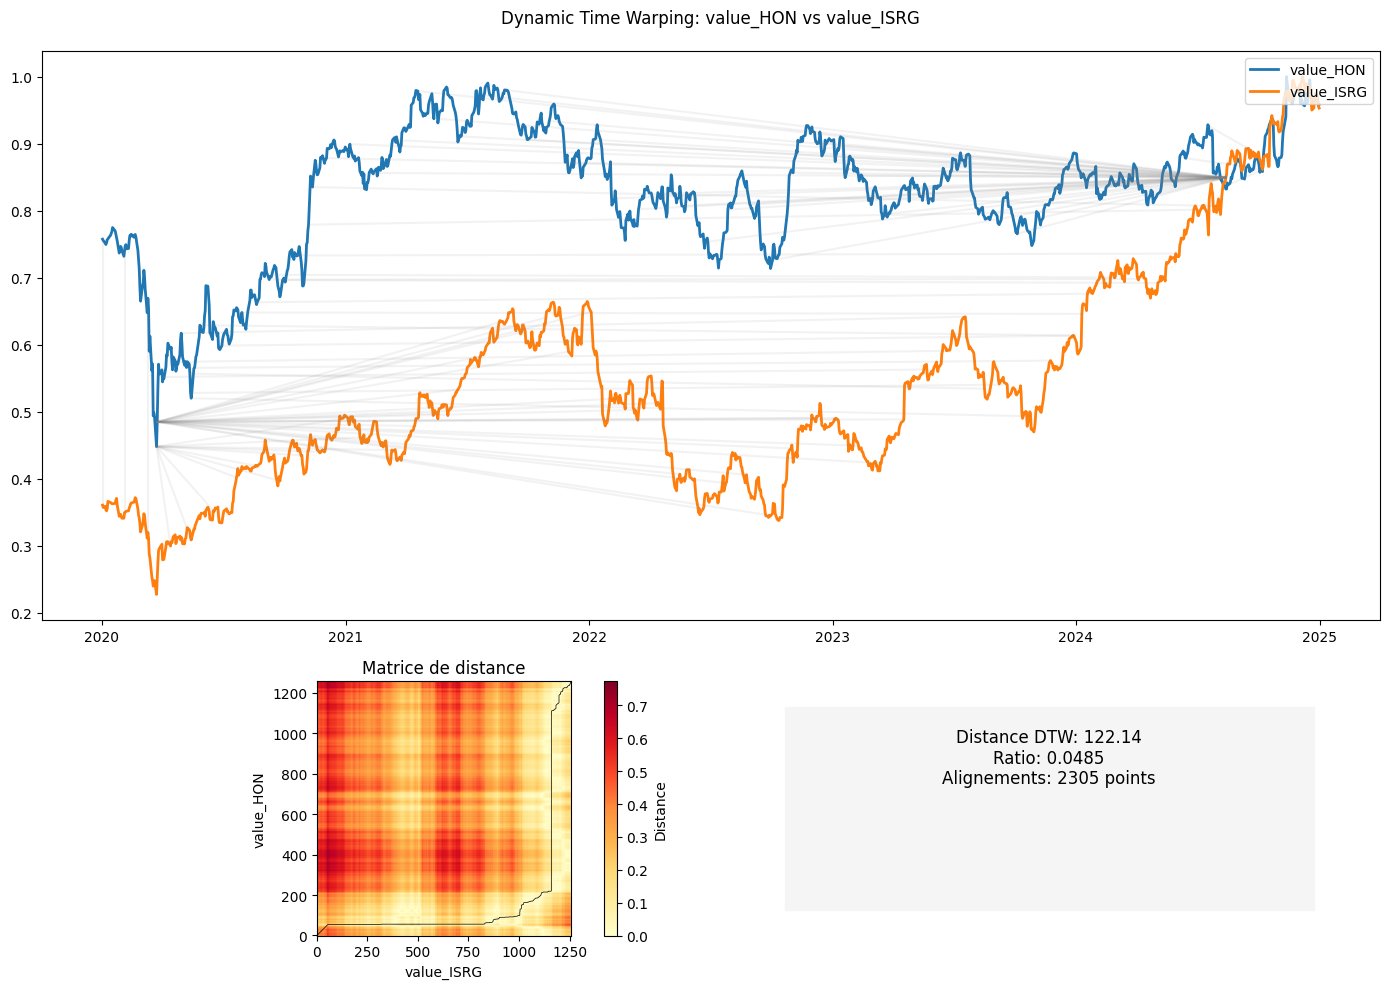 Dynamic Time Warping: value_HON vs value_ISRG
1.0
0.9
0.8
0.7
0.6
0.5
0.4
0.3
0.2
value_HON
value_ISRG
2020 2021 2022 2023 2024 2025
Matrice de distance
value_HON
1200
1000
800
600
400
200
0
0 250 500 750 1000 1250
value_ISRG
0.7
0.6
0.5
0.4
0.3
0.2
0.1
0.0
Distance
Distance DTW: 122.14
Ratio: 0.0485
Alignements: 2305 points